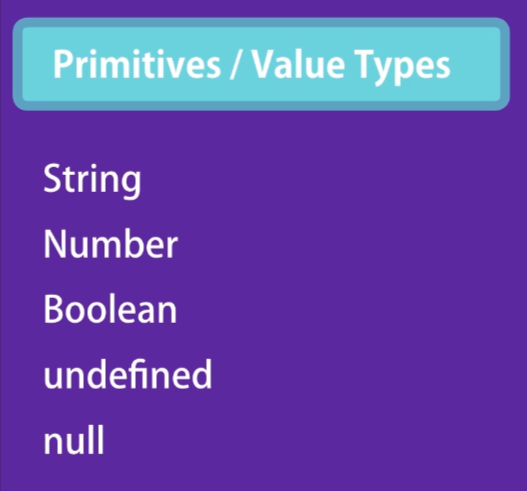 Primitives / Value Types
String
Number
Boolean
undefined
null